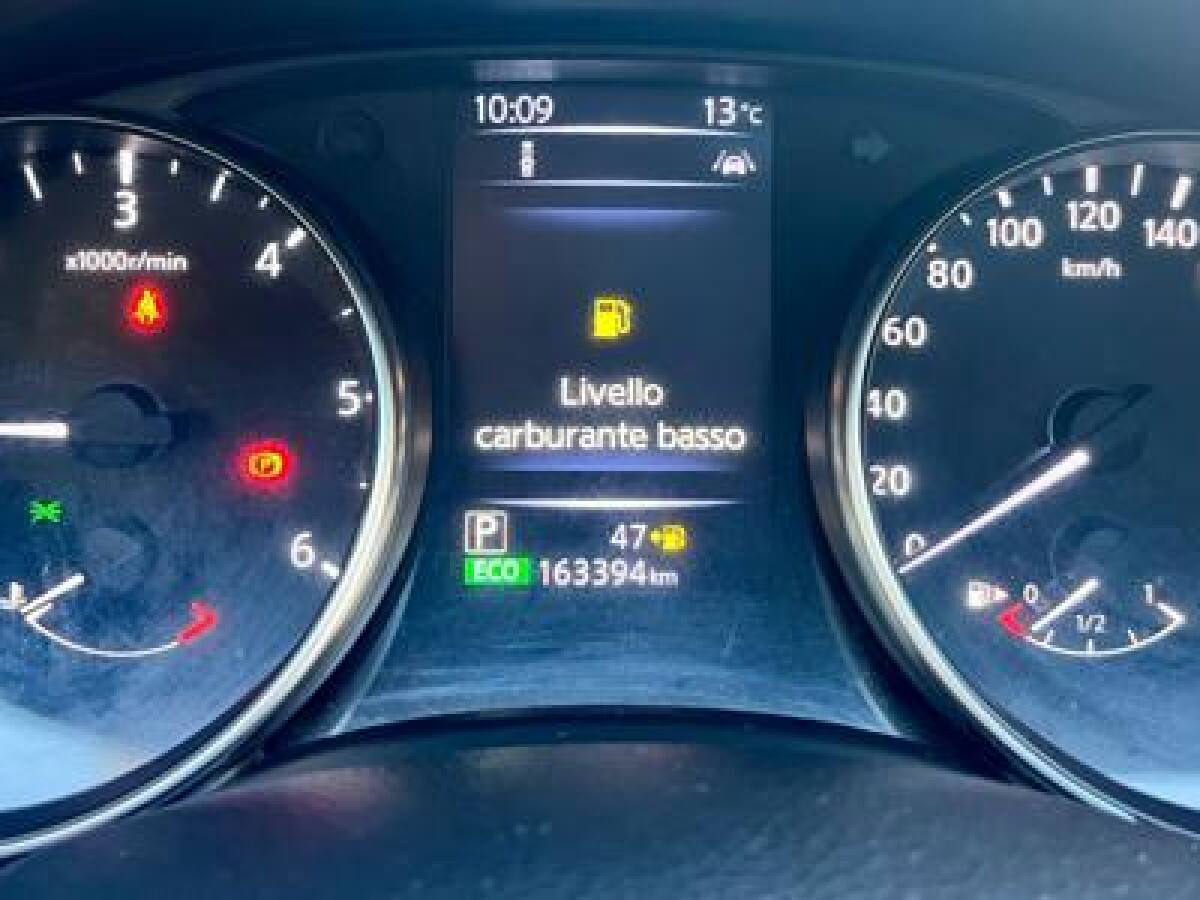 10:09 13°C
Livello
carburante basso
P 47
ECO 163394km
3
x1000r/min
4
5
6
P
0
20
40
60
80
100
120
140
km/h
0 1/2 1